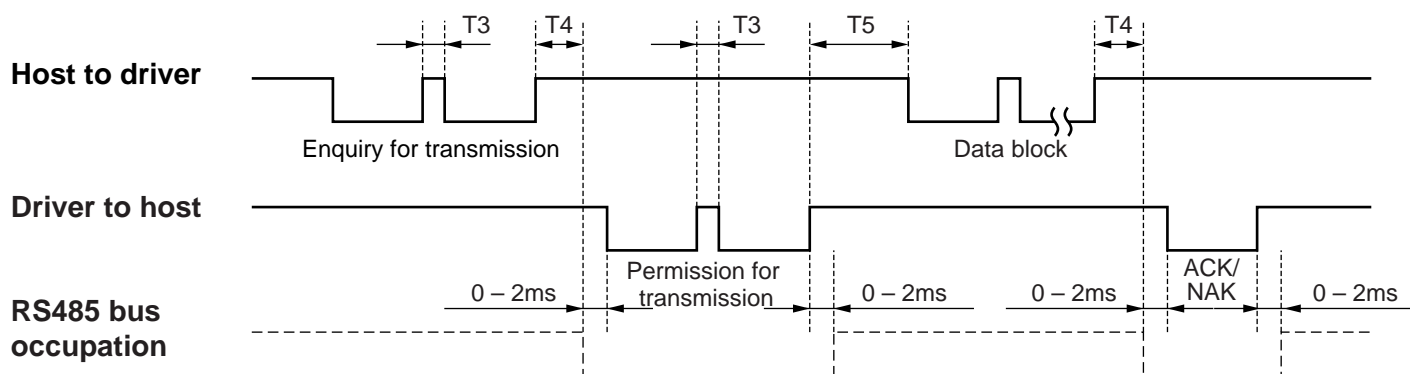 T3 T4 T3 T5 T4
Host to driver
Enquiry for transmission Data block
Driver to host
Permission for ACK/
0 – 2ms transmission 0 – 2ms 0 – 2ms NAK 0 – 2ms
RS485 bus
occupation